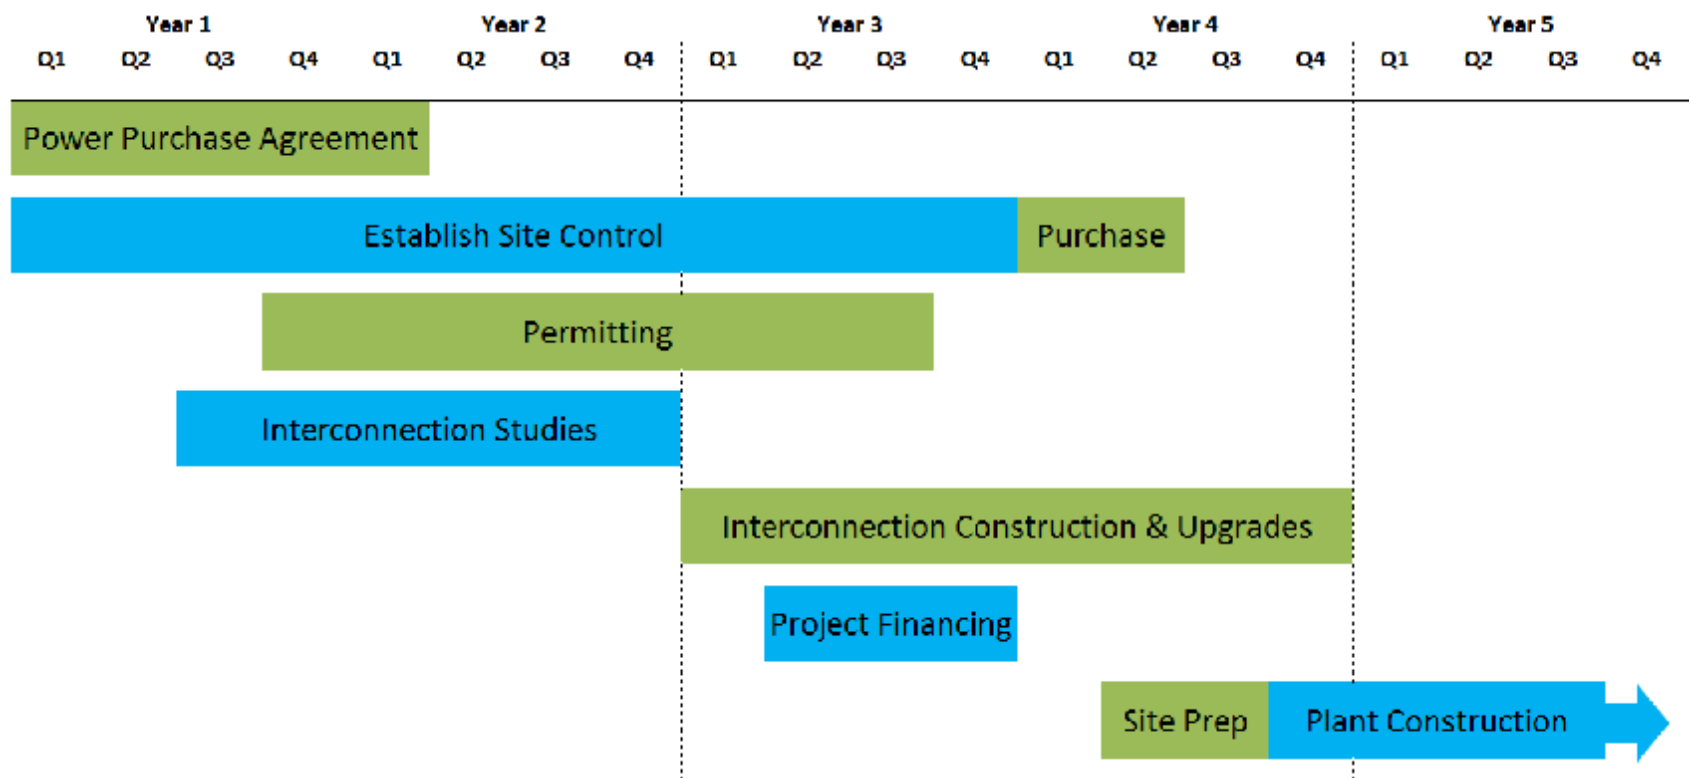 Year 1 Year 2 Year 3 Year 4 Year 5
Q1 Q2 Q3 Q4 Q1 Q2 Q3 Q4 Q1 Q2 Q3 Q4 Q1 Q2 Q3 Q4 Q1 Q2 Q3 Q4
Power Purchase Agreement
Establish Site Control Purchase
Permitting
Interconnection Studies
Interconnection Construction & Upgrades
Project Financing
Site Prep Plant Construction